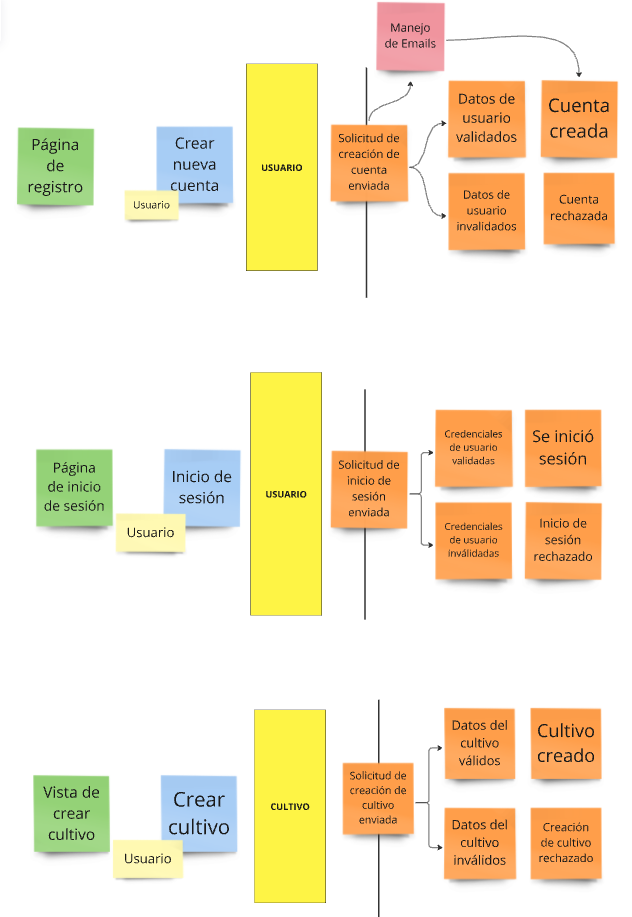 Manejo
de Emails
Página
de
registro
Crear
nueva
cuenta
Usuario
USUARIO
Solicitud de
creación de
cuenta
enviada
Datos de
usuario
validados
Cuenta
creada
Datos de
usuario
invalidados
Cuenta
rechazada
Página
de inicio
de sesión
Inicio de
sesión
Usuario
USUARIO
Solicitud de
inicio de
sesión
enviada
Credenciales
de usuario
validadas
Se inició
sesión
Credenciales
de usuario
inválidadas
Inicio de
sesión
rechazado
Vista de
crear
cultivo
Crear
cultivo
Usuario
CULTIVO
Solicitud de
creación de
cultivo
enviada
Datos del
cultivo
válidos
Cultivo
creado
Datos del
cultivo
inválidos
Creación
de cultivo
rechazado